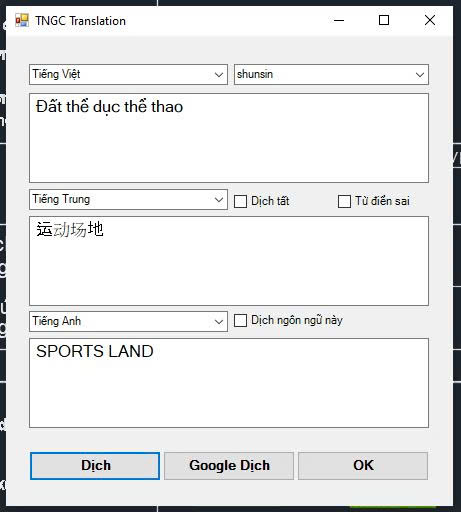 TNGC Translation
Tiếng Việt
shunsin
Đất thể dục thể thao
Tiếng Trung
Dịch tất
Từ điển sai
运动场地
Tiếng Anh
Dịch ngôn ngữ này
SPORTS LAND
Dịch
Google Dịch
OK